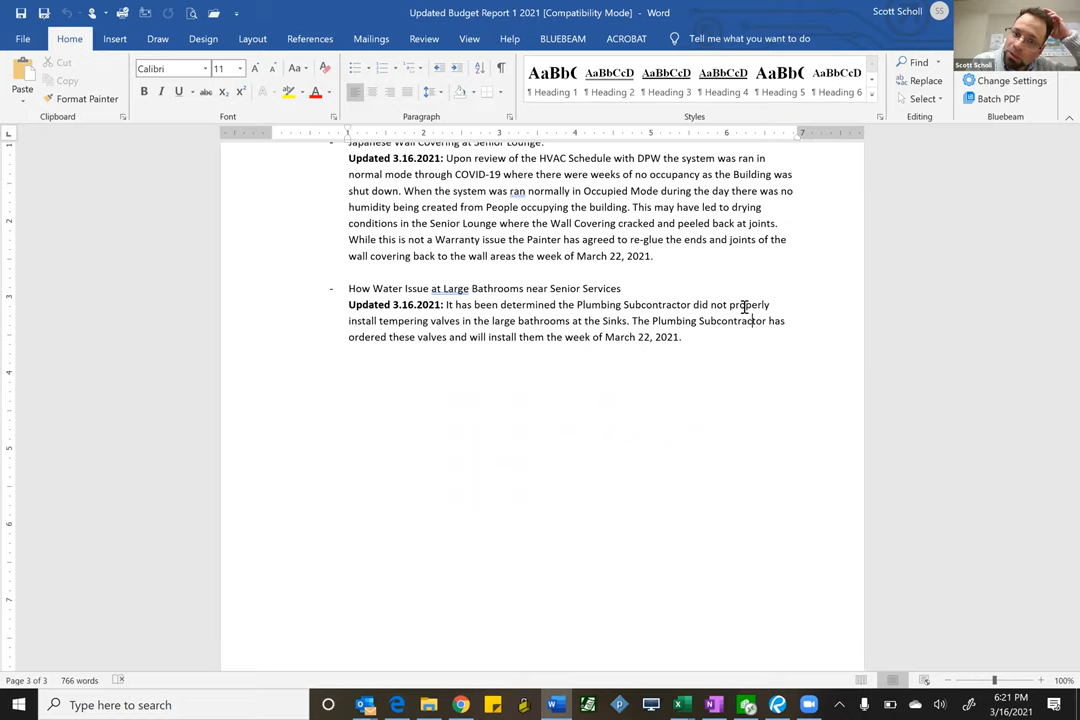 Updated Budget Report 1 2021 [Compatibility Mode] - Word
Scott Scholl
SS
File Home Insert Draw Design Layout References Mailings Review View Help BLUEBEAM ACROBAT Tell me what you want to do
Scott Scholl
Paste
Cut
Copy
Format Painter
Clipboard
Calibri 11
Font
Paragraph
AaBb( AaBbCcD AaBbCcD AaBbCcD AaBb( AaBbCcD
¶ Heading 1 ¶ Heading 2 ¶ Heading 3 ¶ Heading 4 ¶ Heading 5 ¶ Heading 6
Styles
Find
Replace
Select
Editing
Change Settings
Batch PDF
Bluebeam
1 2 3 4 5 6 7
- Japanese Wall Covering at Senior Lounge:
Updated 3.16.2021: Upon review of the HVAC Schedule with DPW the system was ran in
normal mode through COVID-19 where there were weeks of no occupancy as the Building was
shut down. When the system was ran normally in Occupied Mode during the day there was no
humidity being created from People occupying the building. This may have led to drying
conditions in the Senior Lounge where the Wall Covering cracked and peeled back at joints.
While this is not a Warranty issue the Painter has agreed to re-glue the ends and joints of the
wall covering back to the wall areas the week of March 22, 2021.
- How Water Issue at Large Bathrooms near Senior Services
Updated 3.16.2021: It has been determined the Plumbing Subcontractor did not properly
install tempering valves in the large bathrooms at the Sinks. The Plumbing Subcontractor has
ordered these valves and will install them the week of March 22, 2021.
Page 3 of 3 766 words
100%
Type here to search
6:21 PM
3/16/2021